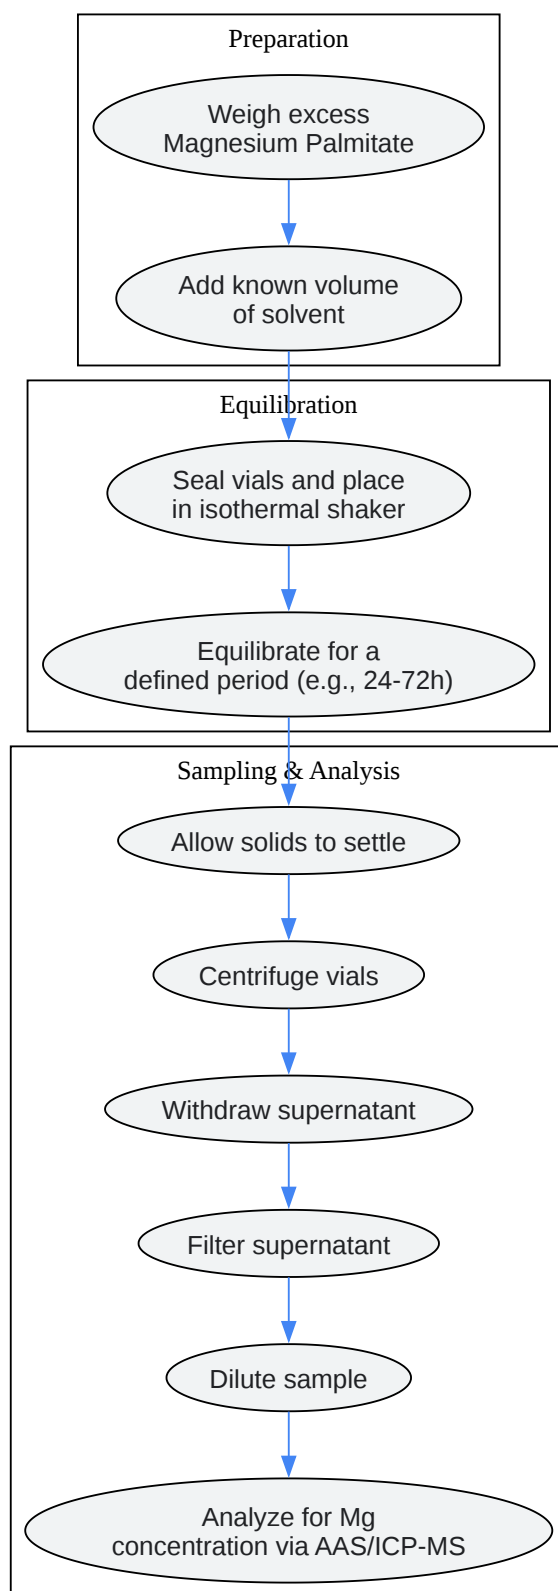 Preparation
Weigh excess
Magnesium Palmitate
Add known volume
of solvent
Equilibration
Seal vials and place
in isothermal shaker
Equilibrate for a
defined period (e.g., 24-72h)
Sampling & Analysis
Allow solids to settle
Centrifuge vials
Withdraw supernatant
Filter supernatant
Dilute sample
Analyze for Mg
concentration via AAS/ICP-MS